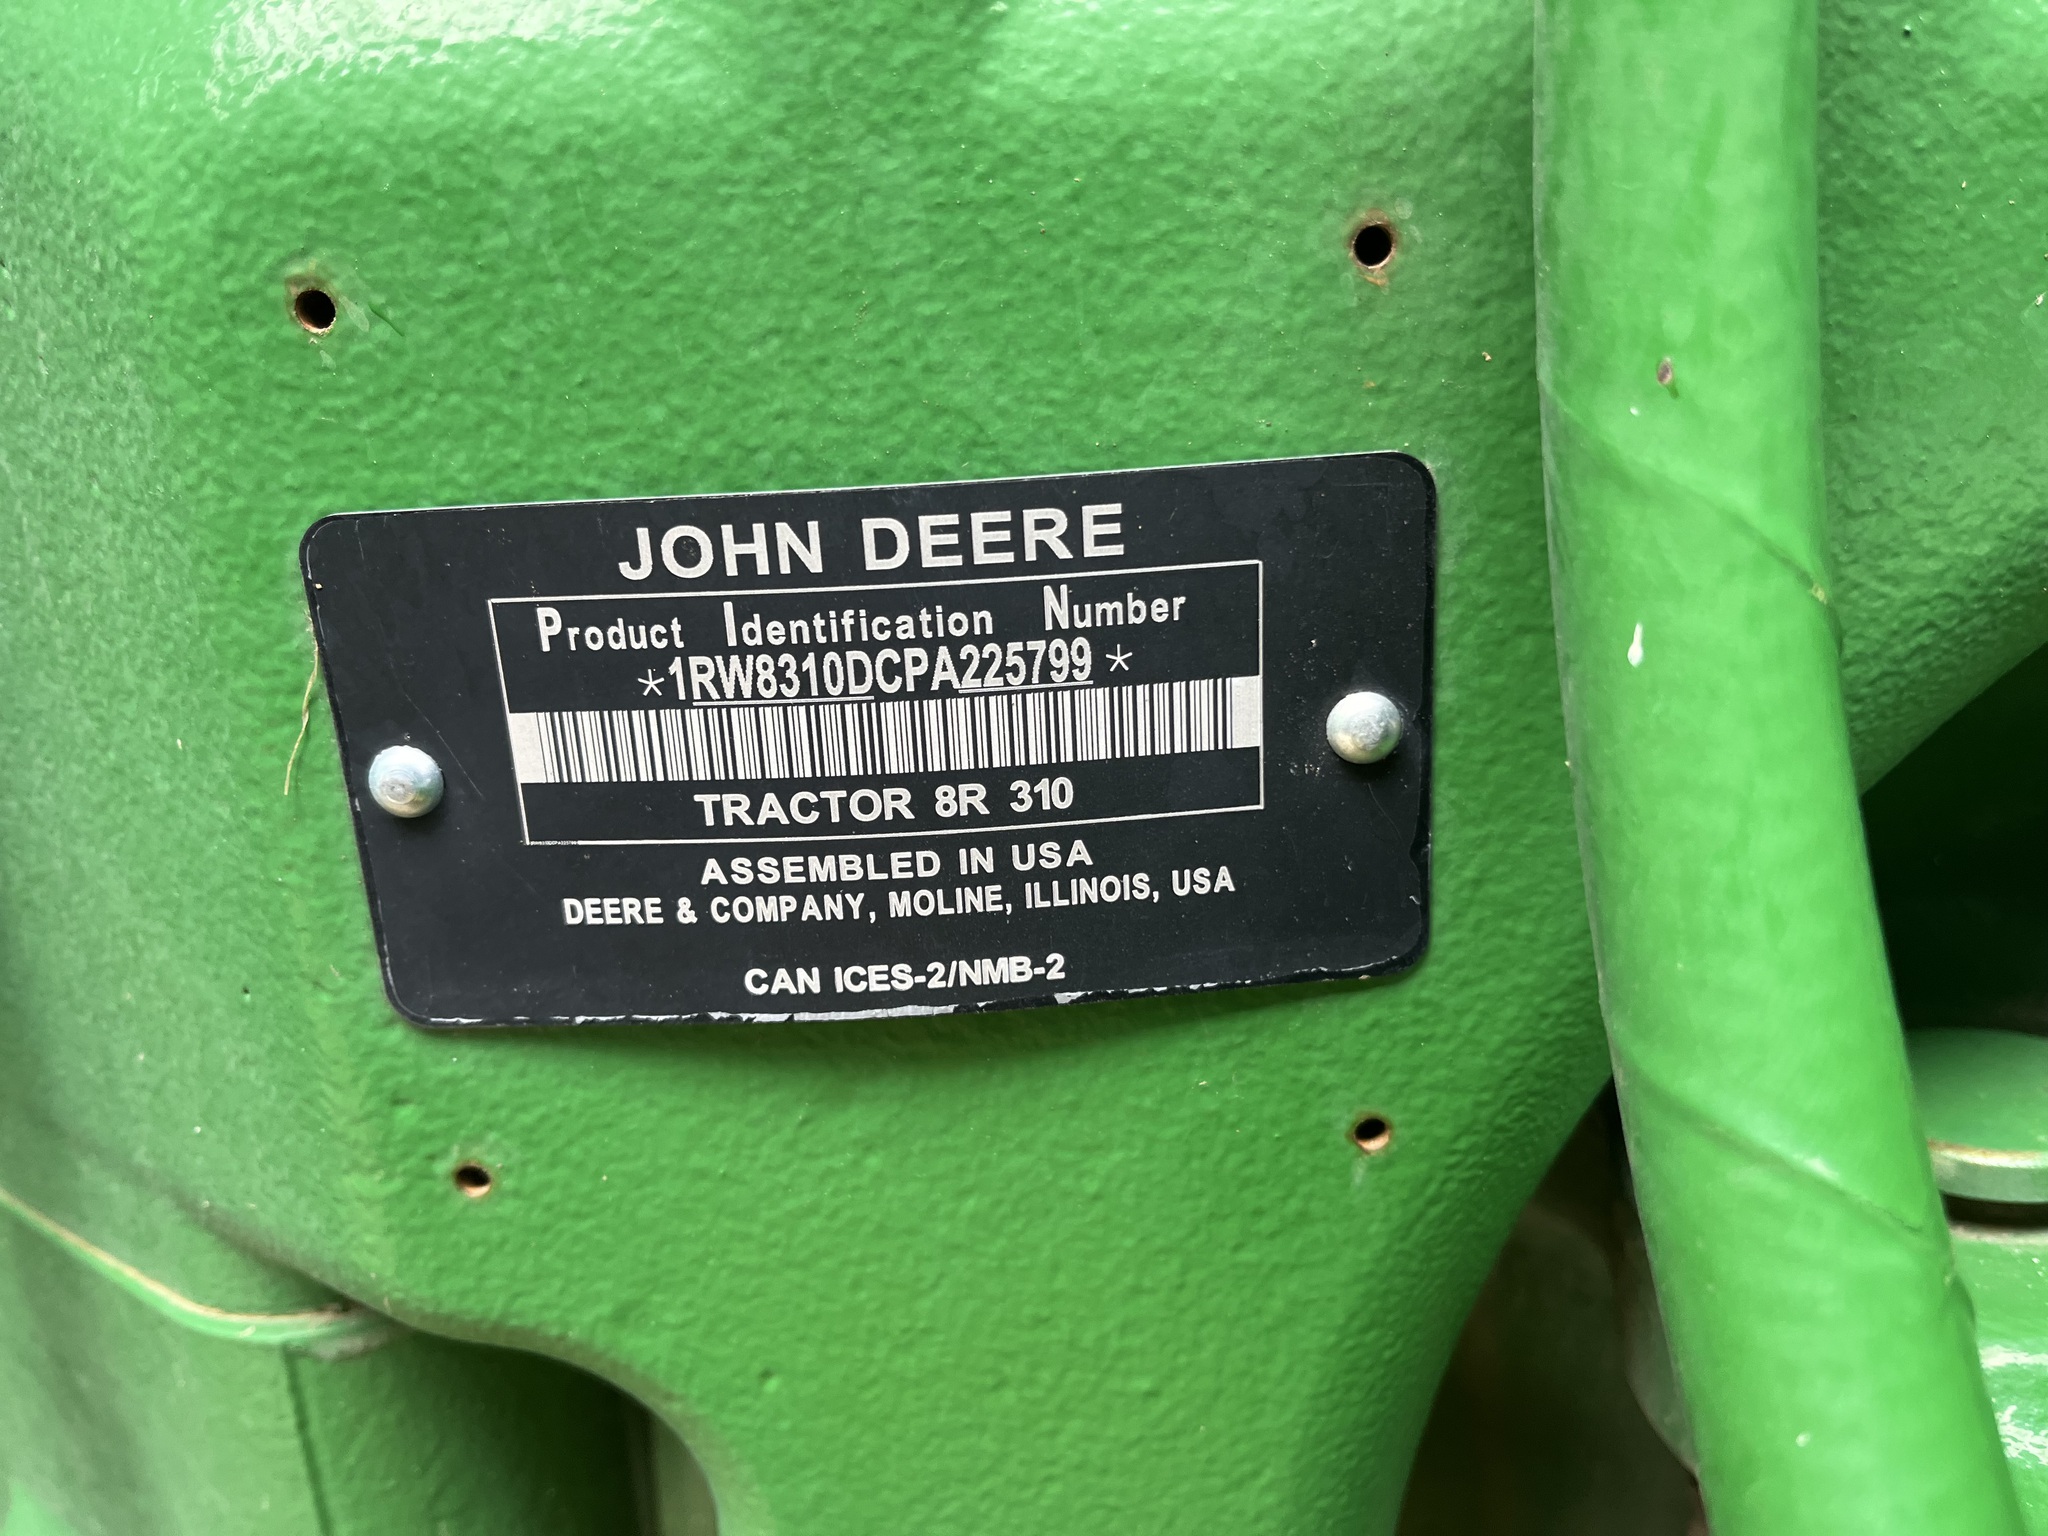 JOHN DEERE
Product Identification Number
*1RW8310DCPA225799*
TRACTOR 8R 310
ASSEMBLED IN USA
DEERE & COMPANY, MOLINE, ILLINOIS, USA
CAN ICES-2/NMB-2